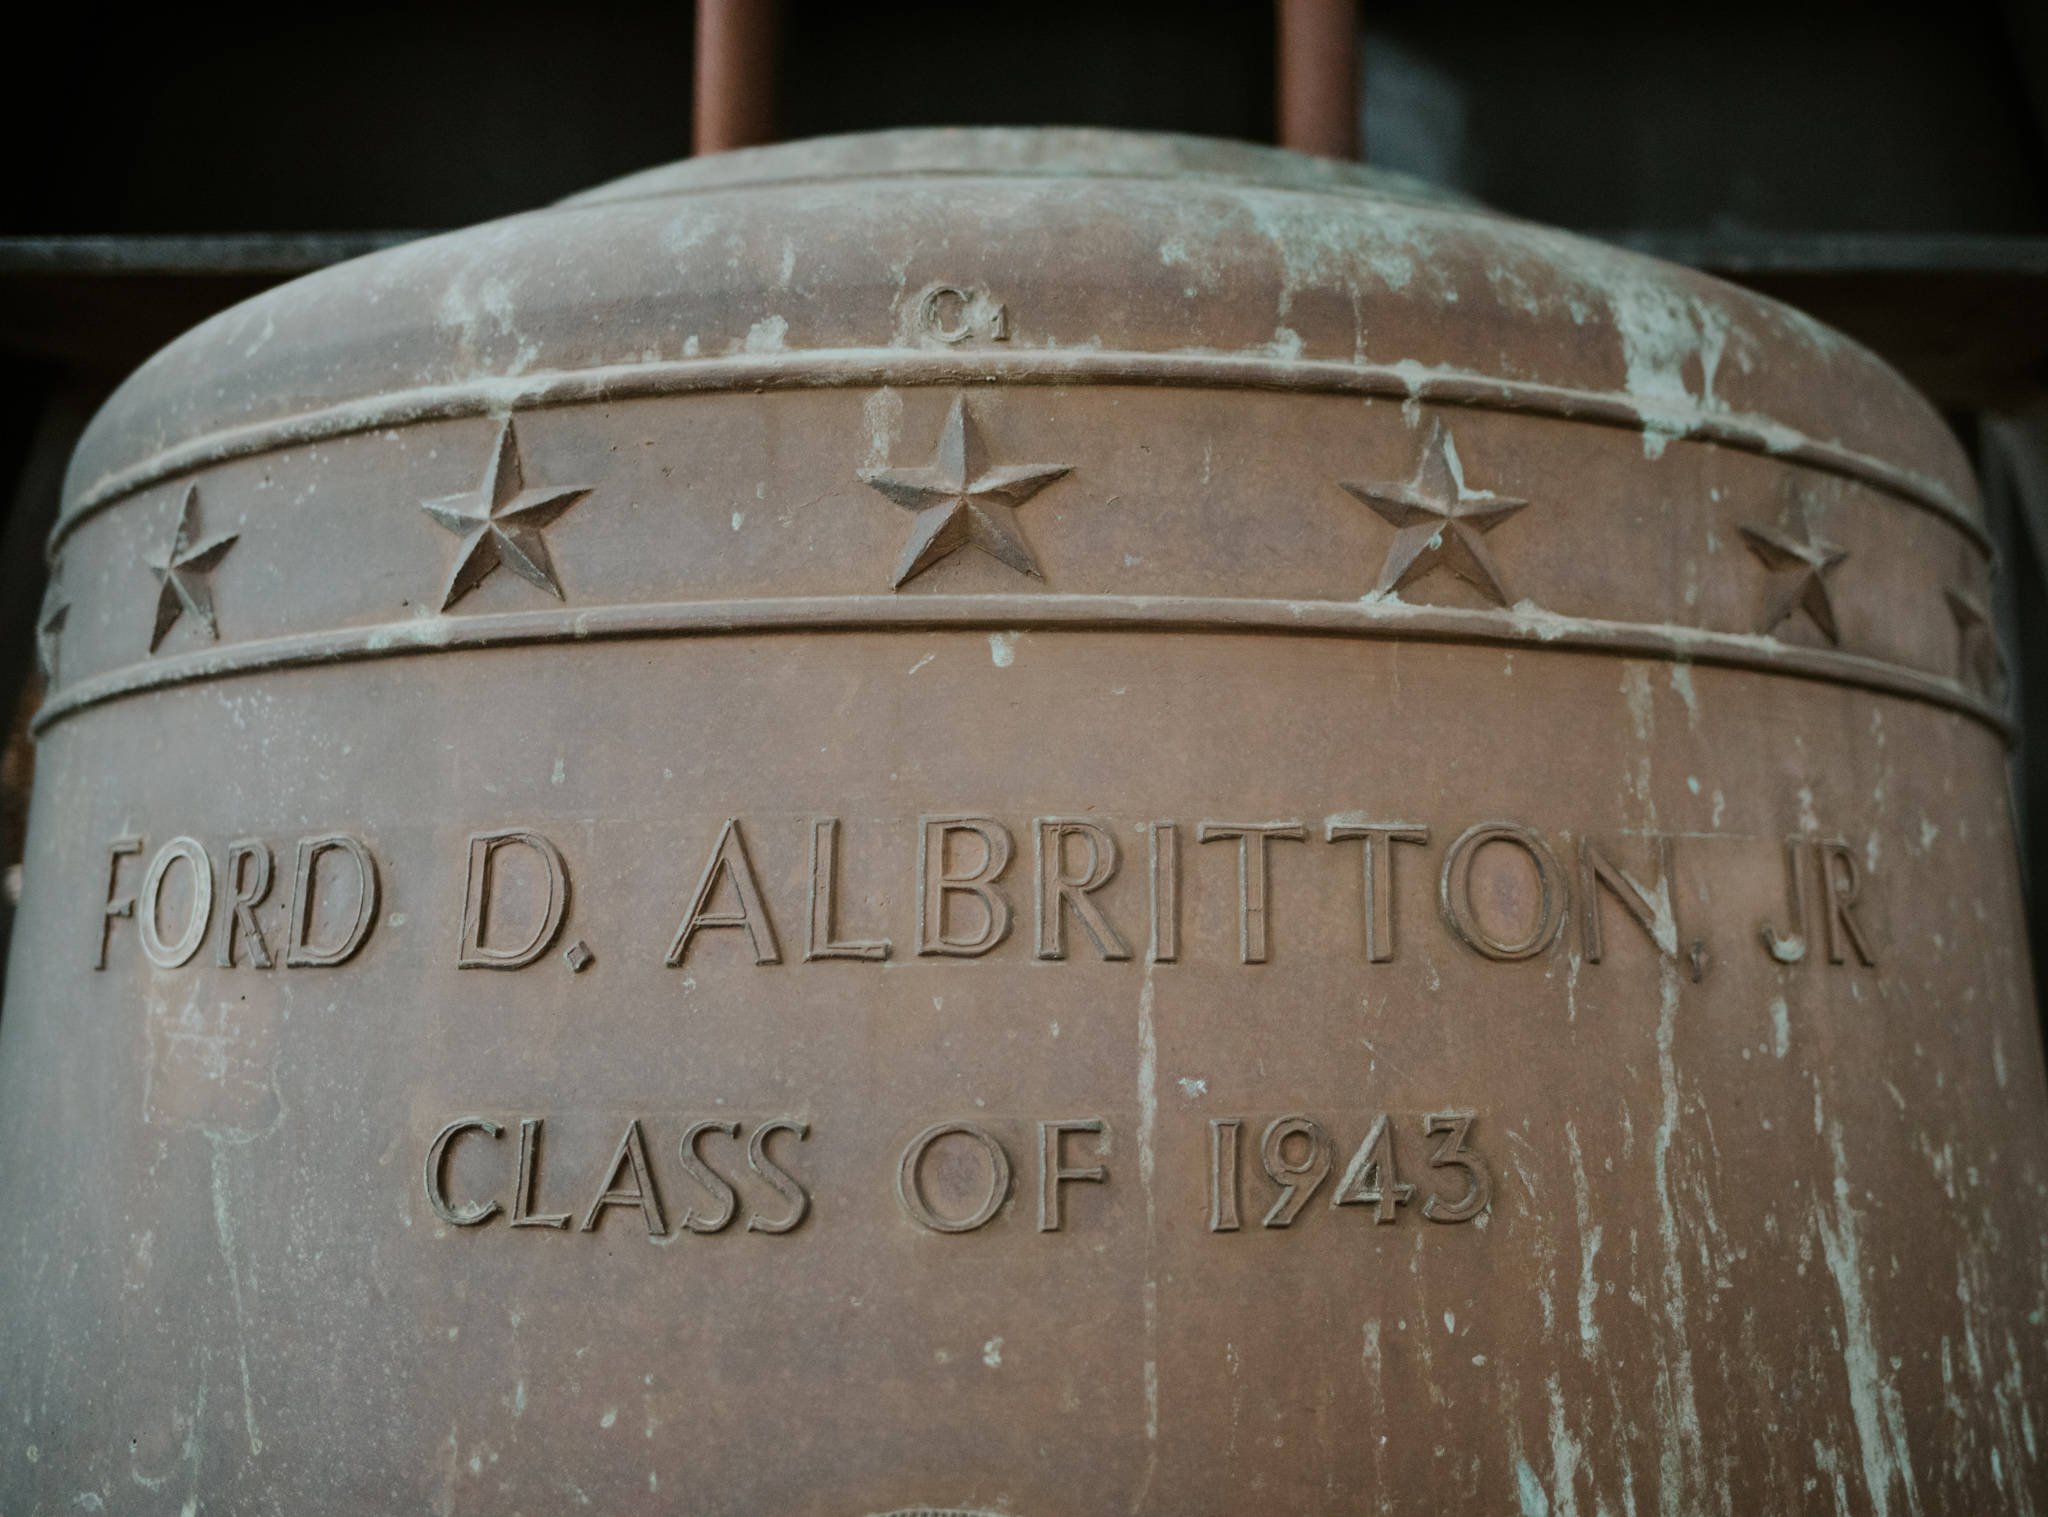 C1
FORD D. ALBRITTON, JR
CLASS OF 1943